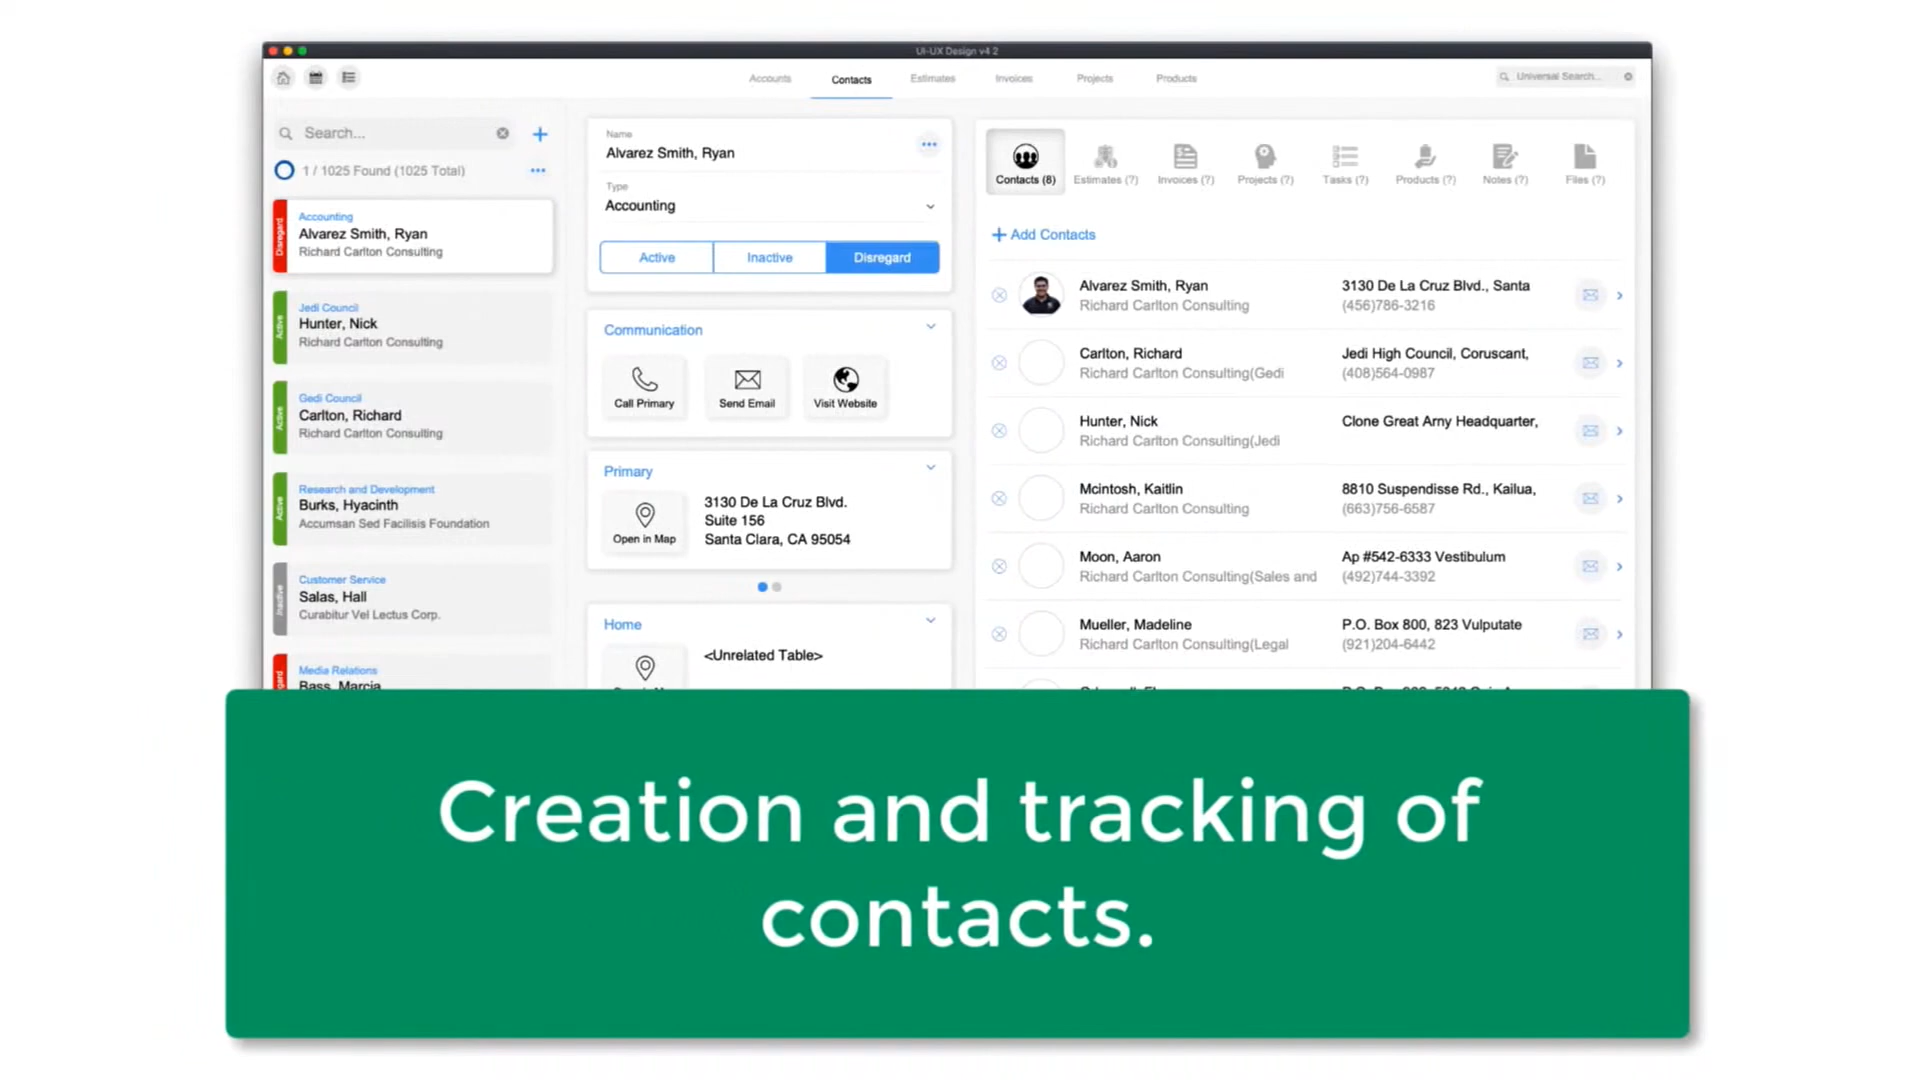 UI-UX Design v4 2
Accounts
Contacts
Estimates
Invoices
Projects
Products
Universal Search...
Search...
1 / 1025 Found (1025 Total)
Disregard
Accounting
Alvarez Smith, Ryan
Richard Carlton Consulting
Active
Jedi Council
Hunter, Nick
Richard Carlton Consulting
Active
Gedi Council
Carlton, Richard
Richard Carlton Consulting
Active
Research and Development
Burks, Hyacinth
Accumsan Sed Facilisis Foundation
Inactive
Customer Service
Salas, Hall
Curabitur Vel Lectus Corp.
Media Relations
Bass, Marcia
Name
Alvarez Smith, Ryan
Type
Accounting
Active
Inactive
Disregard
Communication
Call Primary
Send Email
Visit Website
Primary
Open in Map
3130 De La Cruz Blvd.
Suite 156
Santa Clara, CA 95054
Home
<Unrelated Table>
Contacts (8)
Estimates (?)
Invoices (?)
Projects (?)
Tasks (?)
Products (?)
Notes (?)
Files (?)
Add Contacts
Alvarez Smith, Ryan
Richard Carlton Consulting
3130 De La Cruz Blvd., Santa
(456)786-3216
Carlton, Richard
Richard Carlton Consulting(Gedi
Jedi High Council, Coruscant,
(408)564-0987
Hunter, Nick
Richard Carlton Consulting(Jedi
Clone Great Arny Headquarter,
Mcintosh, Kaitlin
Richard Carlton Consulting
8810 Suspendisse Rd., Kailua,
(663)756-6587
Moon, Aaron
Richard Carlton Consulting(Sales and
Ap #542-6333 Vestibulum
(492)744-3392
Mueller, Madeline
Richard Carlton Consulting(Legal
P.O. Box 800, 823 Vulputate
(921)204-6442
Creation and tracking of
contacts.